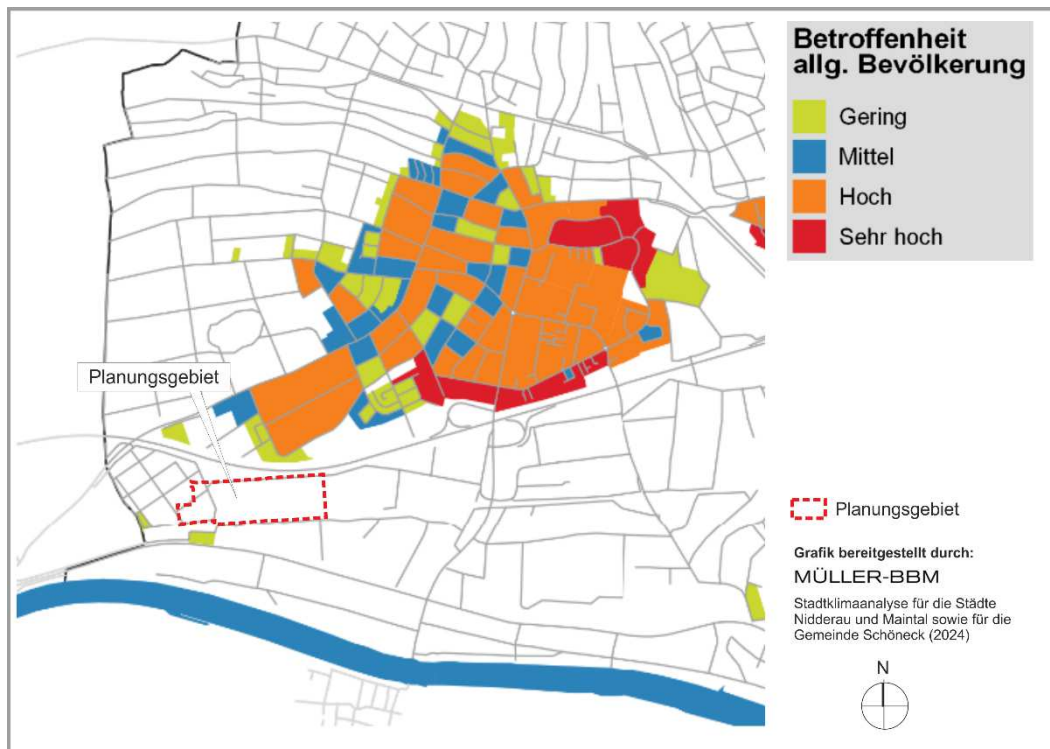 Betroffenheit
allg. Bevölkerung
Gering
Mittel
Hoch
Sehr hoch
Planungsgebiet
Planungsgebiet
Grafik bereitgestellt durch:
MÜLLER-BBM
Stadtklimaanalyse für die Städte
Nidderau und Maintal sowie für die
Gemeinde Schöneck (2024)
N